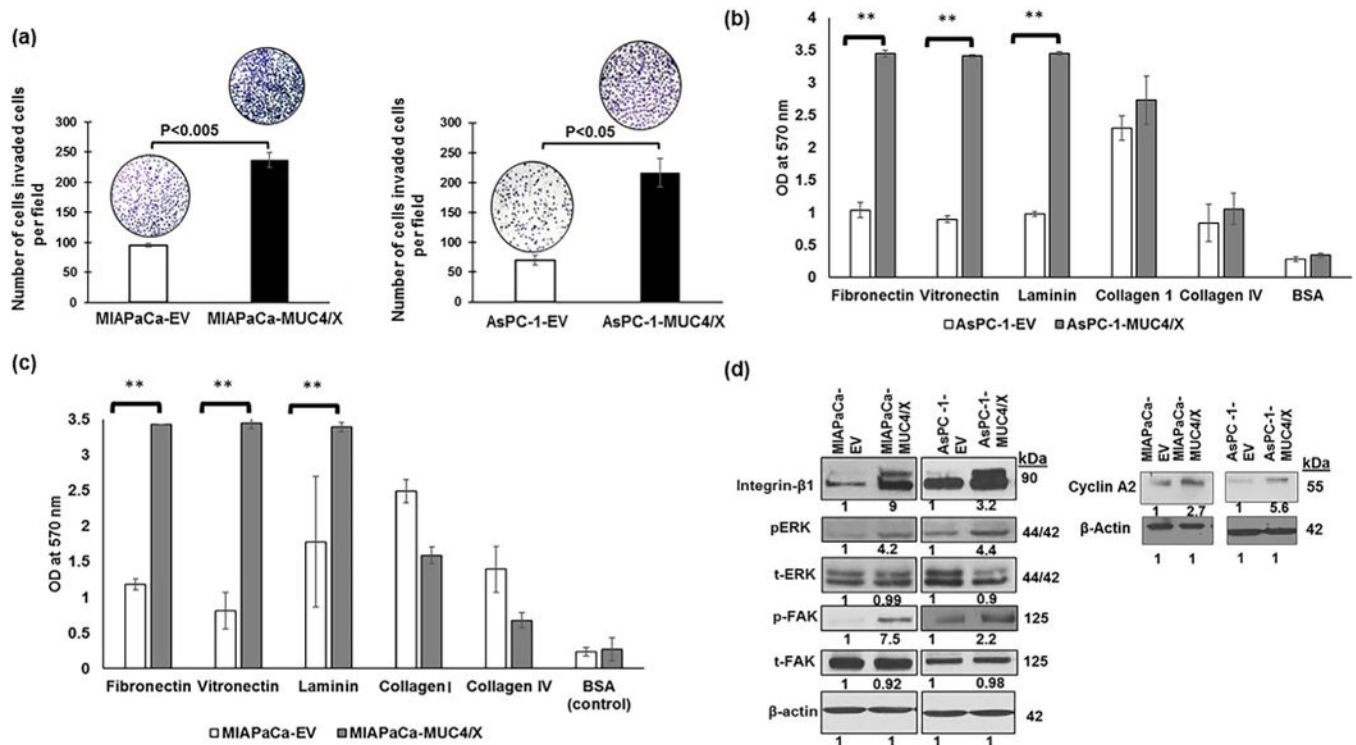 (a)
Number of cells invaded cells
per field
300
250
200
150
100
50
0
P<0.005
MIAPaCa-EV MIAPaCa-MUC4/X
Number of cells invaded cells
per field
300
250
200
150
100
50
0
P<0.05
AsPC-1-EV AsPC-1-MUC4/X
(b)
OD at 570 nm
4
3.5
3
2.5
2
1.5
1
0.5
0
** ** **
Fibronectin Vitronectin Laminin Collagen 1 Collagen IV BSA
AsPC-1-EV AsPC-1-MUC4/X
(c)
OD at 570 nm
3.5
3
2.5
2
1.5
1
0.5
0
** ** **
Fibronectin Vitronectin Laminin Collagen I Collagen IV BSA
(control)
MIAPaCa-EV MIAPaCa-MUC4/X
(d)
MIAPaCa-
EV
MIAPaCa-
MUC4/X
AsPC -1-
EV
AsPC-1-
MUC4/X
kDa
Integrin-β1 90
1 9 1 3.2
pERK 44/42
1 4.2 1 4.4
t-ERK 44/42
1 0.99 1 0.9
p-FAK 125
1 7.5 1 2.2
t-FAK 125
1 0.92 1 0.98
β-actin 42
1 1 1 1
MIAPaCa-
EV
MIAPaCa-
MUC4/X
AsPC -1-
EV
AsPC-1-
MUC4/X
kDa
Cyclin A2 55
1 2.7 1 5.6
β-Actin 42
1 1 1 1